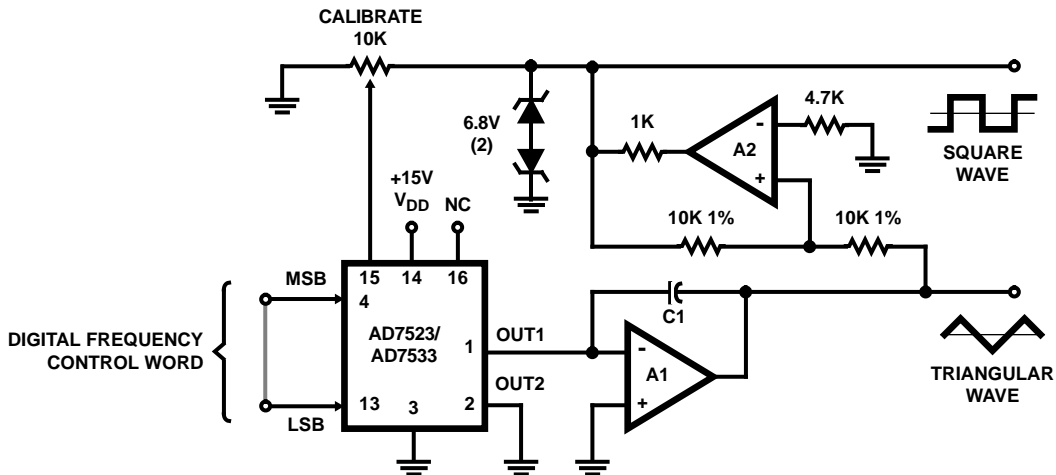 CALIBRATE
10K
6.8V
(2)
1K
A2
-
+
4.7K
SQUARE
WAVE
+15V
VDD
NC
10K 1%
10K 1%
15
14
16
MSB
4
DIGITAL FREQUENCY
CONTROL WORD
AD7523/
AD7533
1
OUT1
C1
-
A1
+
TRIANGULAR
WAVE
OUT2
13
3
2
LSB